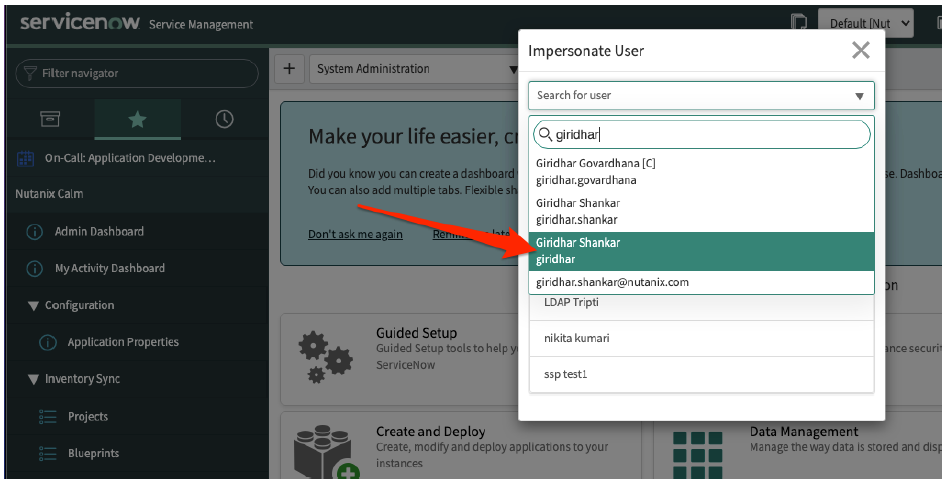 servicenow Service Management
Default [Nut
Filter navigator
On-Call: Application Developme...
Nutanix Calm
Admin Dashboard
My Activity Dashboard
Configuration
Application Properties
Inventory Sync
Projects
Blueprints
+ System Administration
Make your life easier, c
Did you know you can create a dashboard
You can also add multiple tabs. Flexible sh
se. Dashboa
Don't ask me again
Guided Setup
Guided Setup tools to help y
ServiceNow
Create and Deploy
Create, modify and deploy applications to your
instances
on
ance securit
Data Management
Manage the way data is stored and disp
Impersonate User
Search for user
giridhar
Giridhar Govardhana [C]
giridhar.govardhana
Giridhar Shankar
giridhar.shankar
Giridhar Shankar
giridhar
giridhar.shankar@nutanix.com
LDAP Tripti
nikita kumari
ssp test1